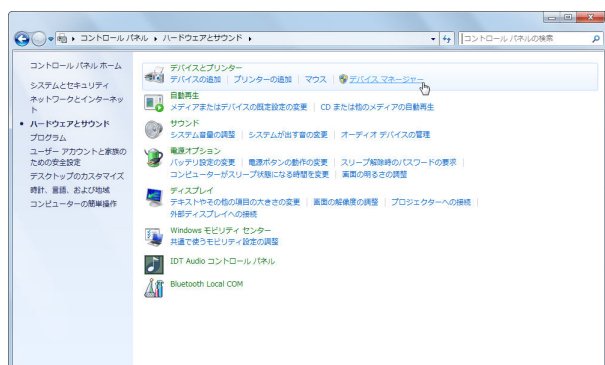 コントロール パネル ▸ ハードウェアとサウンド ▸
コントロール パネルの検索
コントロール パネル ホーム
システムとセキュリティ
ネットワークとインターネッ
ト
ハードウェアとサウンド
プログラム
ユーザー アカウントと家族の
ための安全設定
デスクトップのカスタマイズ
時計、言語、および地域
コンピューターの簡単操作
デバイスとプリンター
デバイスの追加 | プリンターの追加 | マウス | デバイス マネージャー
自動再生
メディアまたはデバイスの既定設定の変更 | CD または他のメディアの自動再生
サウンド
システム音量の調整 | システムが出す音の変更 | オーディオ デバイスの管理
電源オプション
バッテリ設定の変更 | 電源ボタンの動作の変更 | スリープ解除時のパスワードの要求 |
コンピューターがスリープ状態になる時間を変更 | 画面の明るさの調整
ディスプレイ
テキストやその他の項目の大きさの変更 | 画面の解像度の調整 | プロジェクターへの接続 |
外部ディスプレイへの接続
Windows モビリティ センター
共通で使うモビリティ設定の調整
IDT Audio コントロール パネル
Bluetooth Local COM